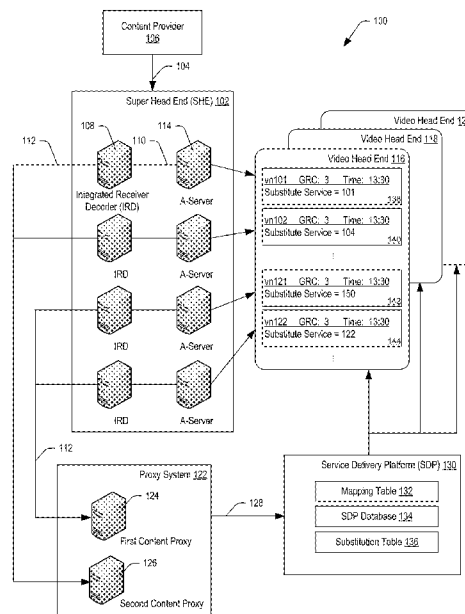 Content Provider
106
100
104
Super Head End (SHE) 102
112
108
110
114
Integrated Receiver
Decoder (IRD)
A-Server
IRD
A-Server
IRD
A-Server
IRD
A-Server
Video Head End
Video Head End 118
Video Head End 116
vn101 GRC: 3 Time: 13:30
Substitute Service = 101
138
vn102 GRC: 3 Time: 13:30
Substitute Service = 104
140
vn121 GRC: 3 Time: 13:30
Substitute Service = 150
142
vn122 GRC: 3 Time: 13:30
Substitute Service = 122
144
112
Proxy System 122
124
First Content Proxy
126
Second Content Proxy
128
Service Delivery Platform (SDP) 130
Mapping Table 132
SDP Database 134
Substitution Table 136